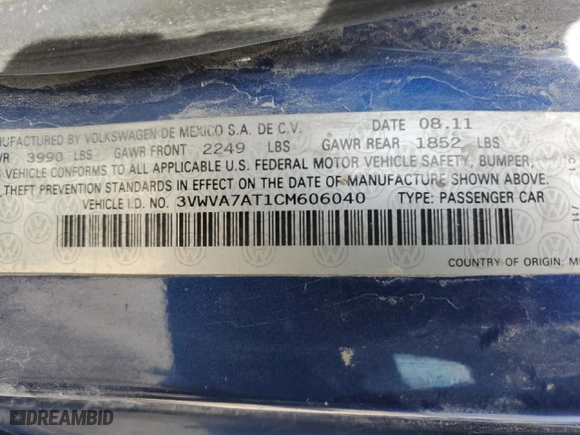 MANUFACTURED BY VOLKSWAGEN DE MEXICO S.A. DE C.V. DATE 08.11
3990 LBS GAWR FRONT 2249 LBS GAWR REAR 1852 LBS
VEHICLE CONFORMS TO ALL APPLICABLE U.S. FEDERAL MOTOR VEHICLE SAFETY, BUMPER,
THEFT PREVENTION STANDARDS IN EFFECT ON THE DATE OF MANUFACTURE SHOWN ABOVE.
VEHICLE I.D. NO. 3VWVA7AT1CM606040 TYPE: PASSENGER CAR
COUNTRY OF ORIGIN:
DREAMBID